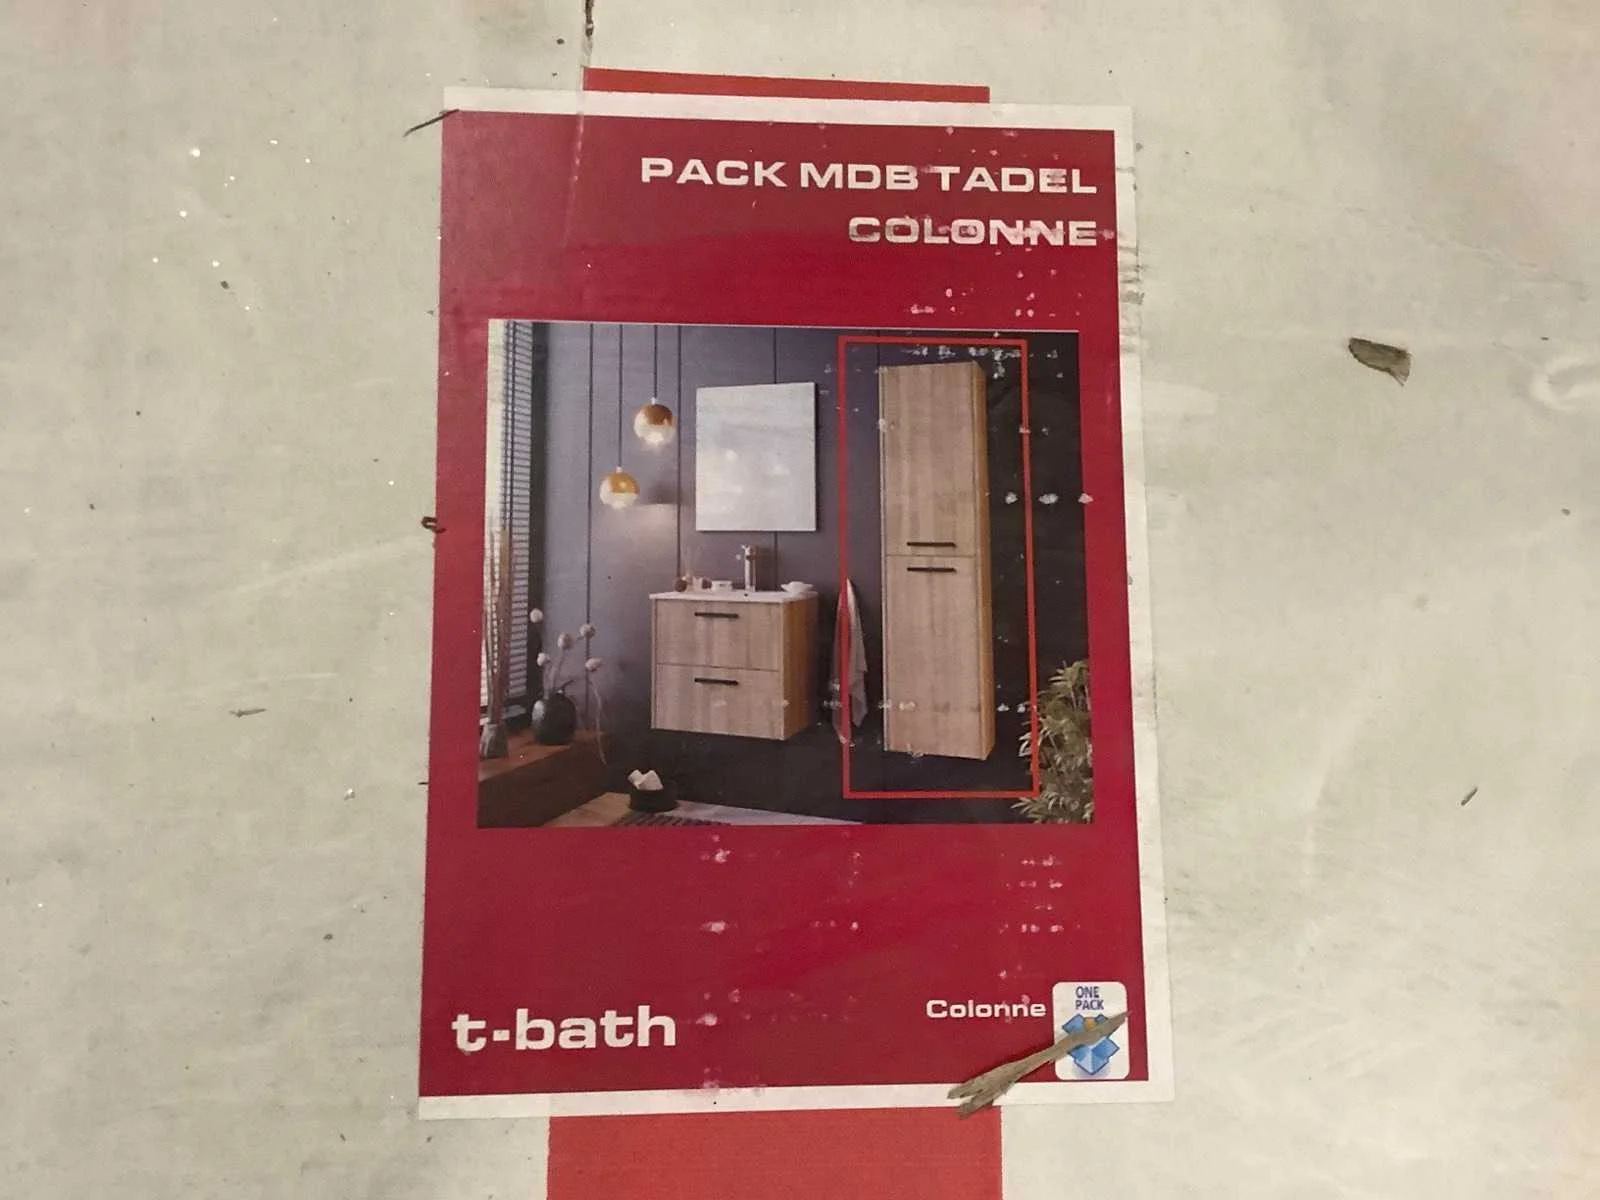 PACK MDB TADEL
COLONNE
t-bath
Colonne
ONE
PACK